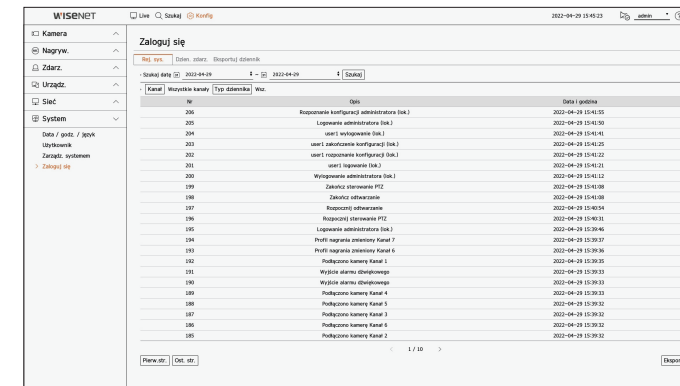 WISENET Live Szukaj Konfig 2022-04-29 15:45:23 admin
Kamera
Nagryw.
Zdarz.
Urządz.
Sieć
System
Data / godz. / język
Użytkownik
Zarządz. systemem
> Zaloguj się
Zaloguj się
Rej. sys. Dzien. zdarz. Eksportuj dziennik
· Szukaj datę 2022-04-29 ~ 2022-04-29 Szukaj
· Kanał Wszystkie kanały Typ dziennika Wsz.
Nr Opis Data i godzina
206 Rozpoznanie konfiguracji administratora (lok.) 2022-04-29 15:41:55
205 Logowanie administratora (lok.) 2022-04-29 15:41:50
204 user1 wylogowanie (lok.) 2022-04-29 15:41:41
203 user1 zakończenie konfiguracji (lok.) 2022-04-29 15:41:25
202 user1 rozpoznanie konfiguracji (lok.) 2022-04-29 15:41:22
201 user1 logowanie (lok.) 2022-04-29 15:41:21
200 Wylogowanie administratora (lok.) 2022-04-29 15:41:12
199 Zakończ sterowanie PTZ 2022-04-29 15:41:08
198 Zakończ odtwarzanie 2022-04-29 15:41:08
197 Rozpocznij odtwarzanie 2022-04-29 15:40:54
196 Rozpocznij sterowanie PTZ 2022-04-29 15:40:31
195 Logowanie administratora (lok.) 2022-04-29 15:39:46
194 Profil nagrania zmieniony Kanał 7 2022-04-29 15:39:37
193 Profil nagrania zmieniony Kanał 6 2022-04-29 15:39:36
192 Podłączono kamerę Kanał 1 2022-04-29 15:39:35
191 Wyjście alarmu dźwiękowego 2022-04-29 15:39:33
190 Wyjście alarmu dźwiękowego 2022-04-29 15:39:33
189 Podłączono kamerę Kanał 4 2022-04-29 15:39:33
188 Podłączono kamerę Kanał 5 2022-04-29 15:39:32
187 Podłączono kamerę Kanał 3 2022-04-29 15:39:32
186 Podłączono kamerę Kanał 6 2022-04-29 15:39:32
185 Podłączono kamerę Kanał 2 2022-04-29 15:39:32
< 1 / 10 >
Pierw.str. Ost. str. Ekspor